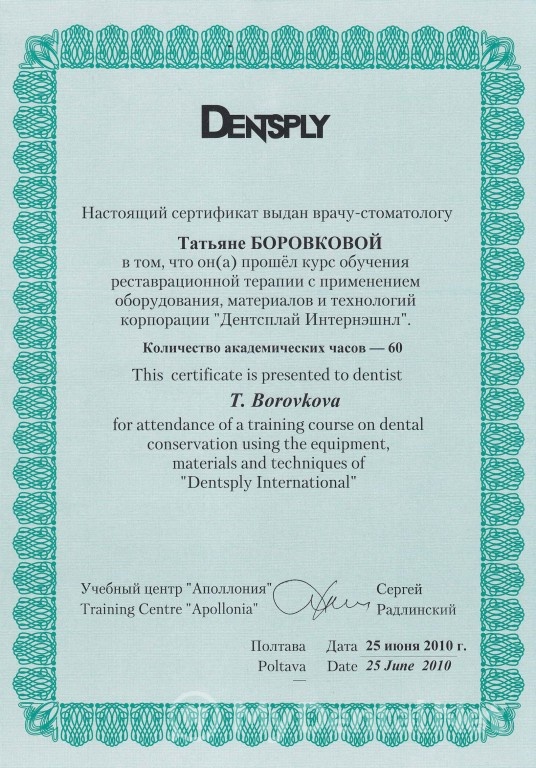 DENTSPLY
Настоящий сертификат выдан врачу-стоматологу
Татьяне БОРОВКОВОЙ
в том, что он(а) прошёл курс обучения
реставрационной терапии с применением
оборудования, материалов и технологий
корпорации "Дентсплай Интернэшнл".
Количество академических часов — 60
This certificate is presented to dentist
T. Borovkova
for attendance of a training course on dental
conservation using the equipment,
materials and techniques of
"Dentsply International"
Учебный центр "Аполлония" Сергей
Training Centre "Apollonia" Радлинский
Полтава Дата 25 июня 2010 г.
Poltava Date 25 June 2010